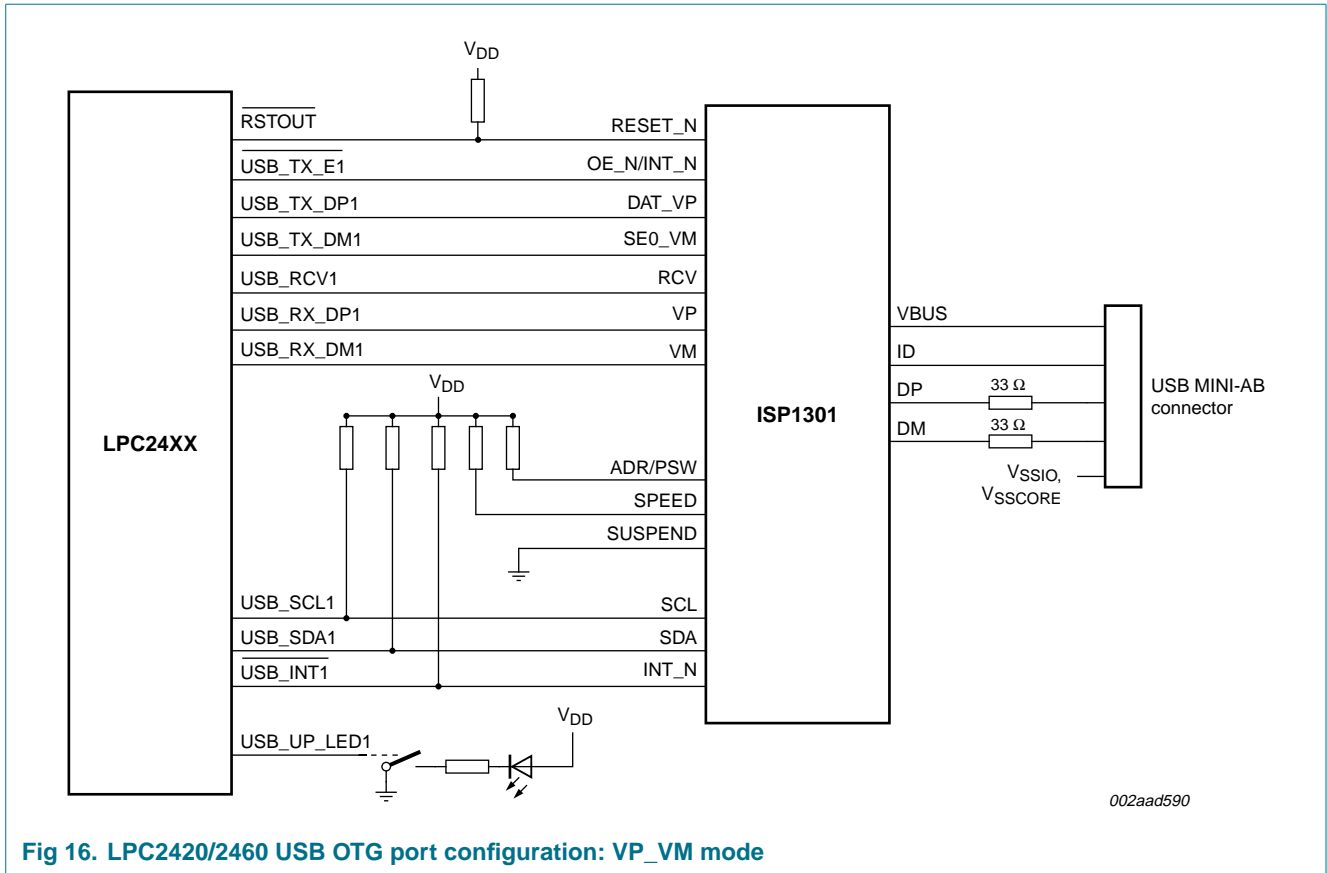 VDD
RSTOUT RESET_N
USB_TX_E1 OE_N/INT_N
USB_TX_DP1 DAT_VP
USB_TX_DM1 SE0_VM
USB_RCV1 RCV
USB_RX_DP1 VP
USB_RX_DM1 VM
VBUS
ID
DP 33 Ω
DM 33 Ω
USB MINI-AB
connector
VSSIO,
VSSCORE
VDD
LPC24XX
ISP1301
ADR/PSW
SPEED
SUSPEND
USB_SCL1 SCL
USB_SDA1 SDA
USB_INT1 INT_N
VDD
USB_UP_LED1
002aad590
Fig 16. LPC2420/2460 USB OTG port configuration: VP_VM mode